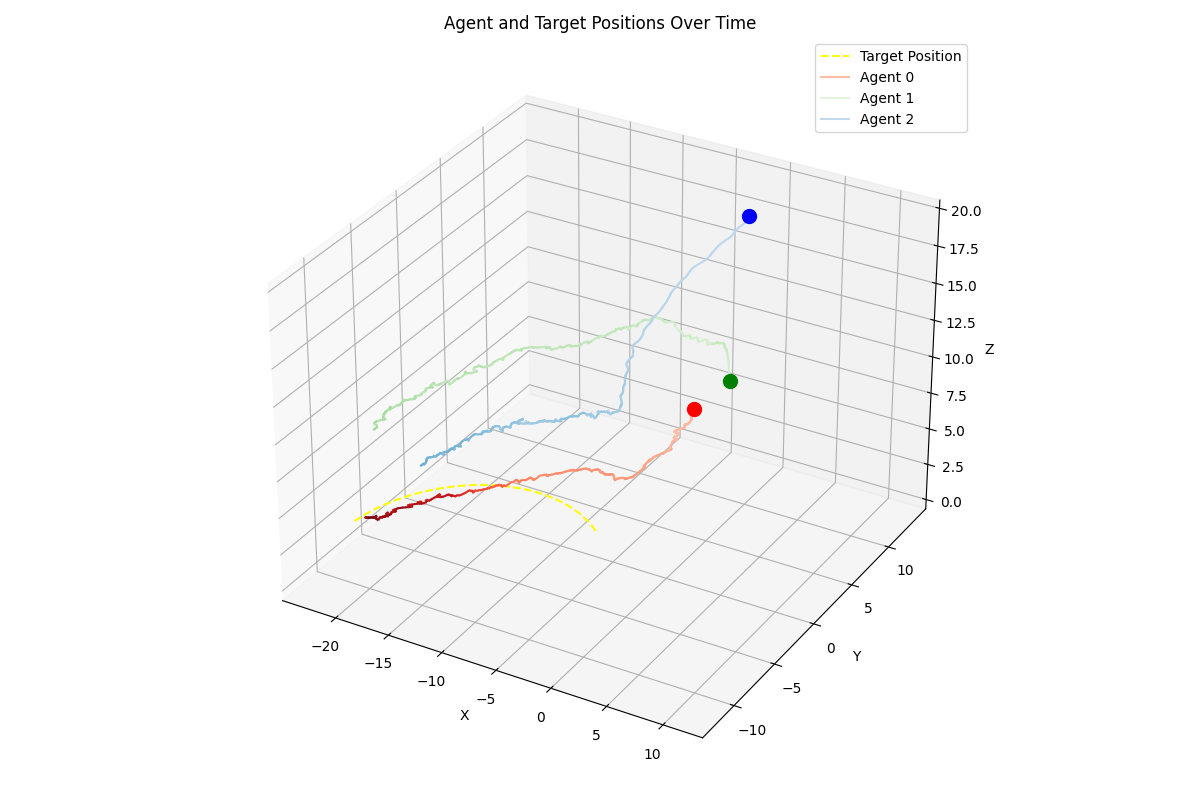 Agent and Target Positions Over Time
Target Position
Agent 0
Agent 1
Agent 2
20.0
17.5
15.0
12.5
10.0
7.5
5.0
2.5
0.0
Z
10
5
0
−5
−10
Y
−20
−15
−10
−5
0
5
10
X